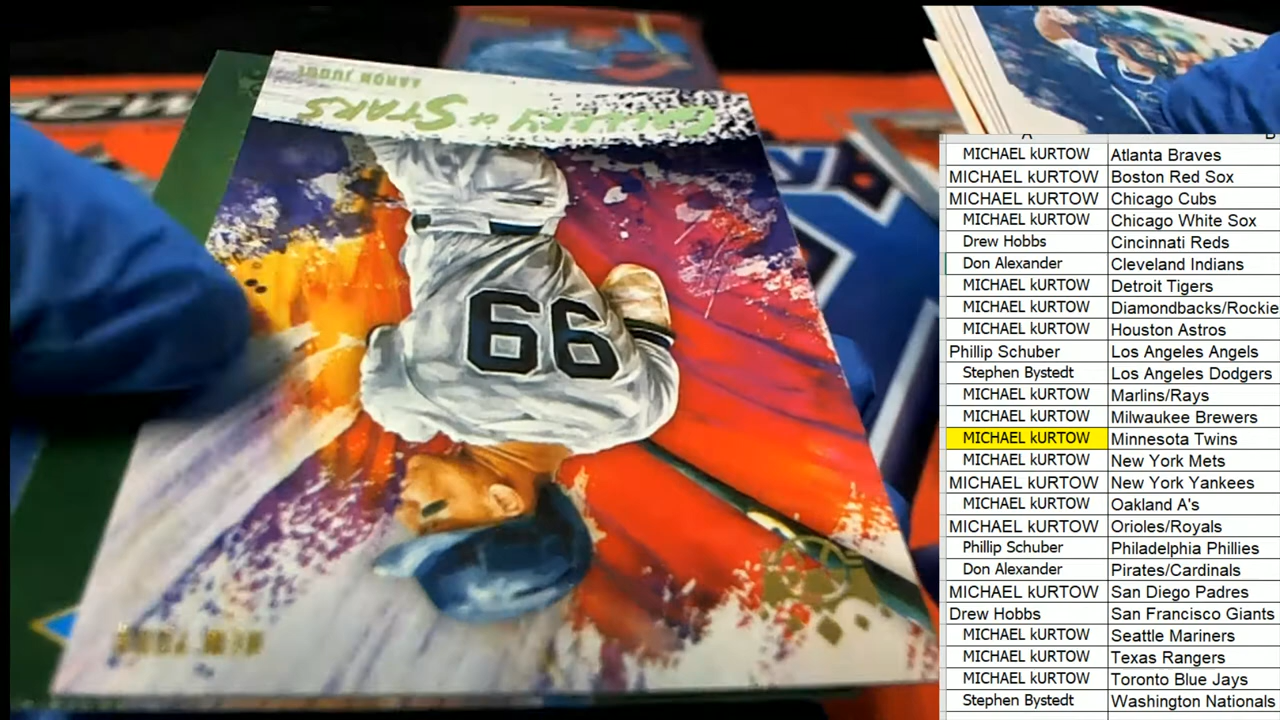 AARON JUDGE
GALLERY of STARS
99
A B
MICHAEL kURTOW Atlanta Braves
MICHAEL kURTOW Boston Red Sox
MICHAEL kURTOW Chicago Cubs
MICHAEL kURTOW Chicago White Sox
Drew Hobbs Cincinnati Reds
Don Alexander Cleveland Indians
MICHAEL kURTOW Detroit Tigers
MICHAEL kURTOW Diamondbacks/Rockie
MICHAEL kURTOW Houston Astros
Phillip Schuber Los Angeles Angels
Stephen Bystedt Los Angeles Dodgers
MICHAEL kURTOW Marlins/Rays
MICHAEL kURTOW Milwaukee Brewers
MICHAEL kURTOW Minnesota Twins
MICHAEL kURTOW New York Mets
MICHAEL kURTOW New York Yankees
MICHAEL kURTOW Oakland A's
MICHAEL kURTOW Orioles/Royals
Phillip Schuber Philadelphia Phillies
Don Alexander Pirates/Cardinals
MICHAEL kURTOW San Diego Padres
Drew Hobbs San Francisco Giants
MICHAEL kURTOW Seattle Mariners
MICHAEL kURTOW Texas Rangers
MICHAEL kURTOW Toronto Blue Jays
Stephen Bystedt Washington Nationals